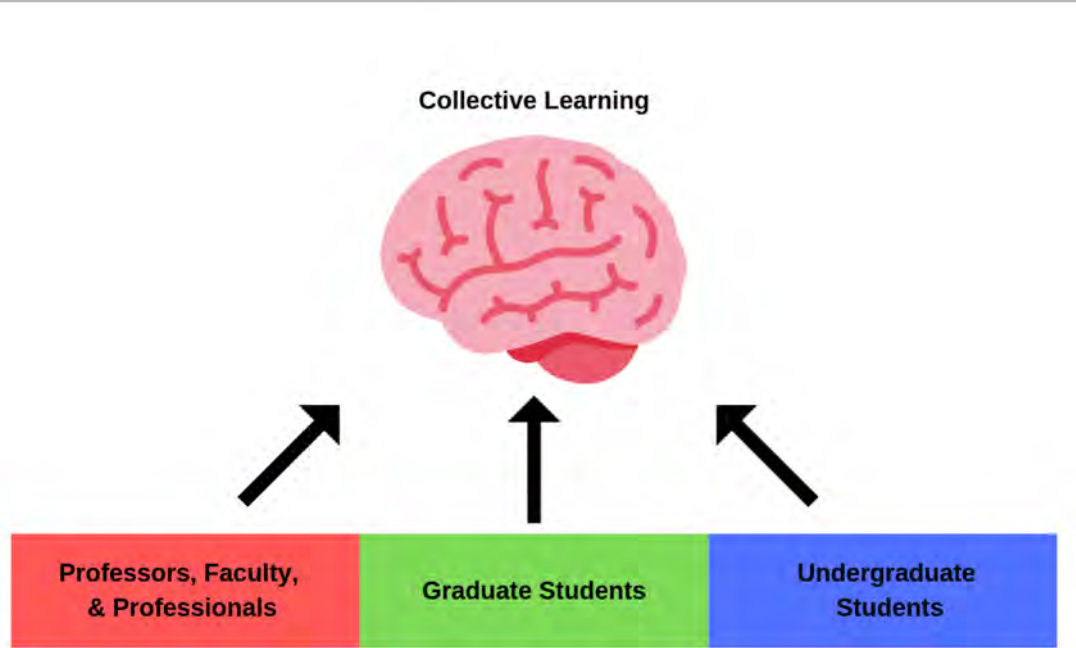 Collective Learning
Professors, Faculty,
& Professionals
Graduate Students
Undergraduate
Students